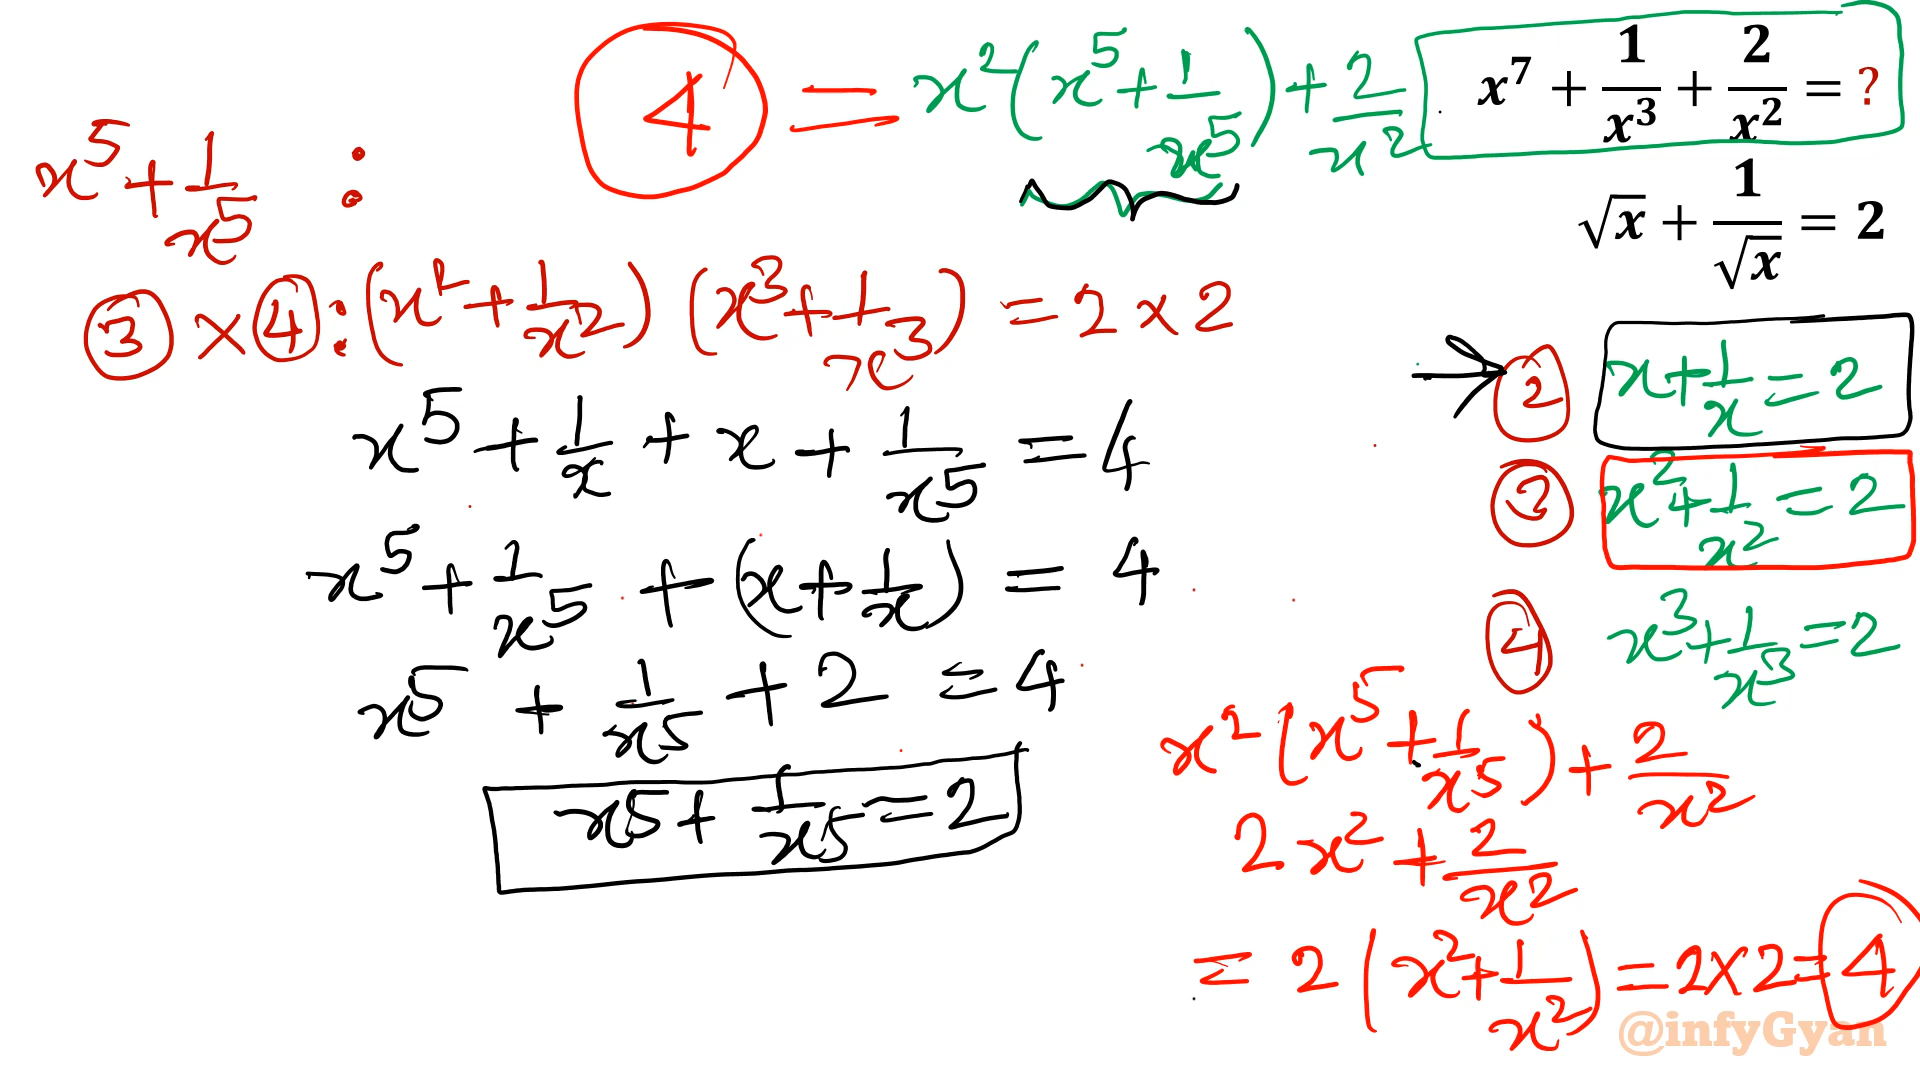 4 = x²(x⁵ + 1/x⁵) + 2/x²
x⁷ + 1/x³ + 2/x² = ?
√x + 1/√x = 2
x⁵ + 1/x⁵ :
③ × ④ : (x² + 1/x²) (x³ + 1/x³) = 2 × 2
x⁵ + 1/x + x + 1/x⁵ = 4
x⁵ + 1/x⁵ + (x + 1/x) = 4
x⁵ + 1/x⁵ + 2 = 4
x⁵ + 1/x⁵ = 2
② x + 1/x = 2
③ x² + 1/x² = 2
④ x³ + 1/x³ = 2
x²(x⁵ + 1/x⁵) + 2/x²
2x² + 2/x²
= 2(x² + 1/x²) = 2×2 = 4
@infyGyan